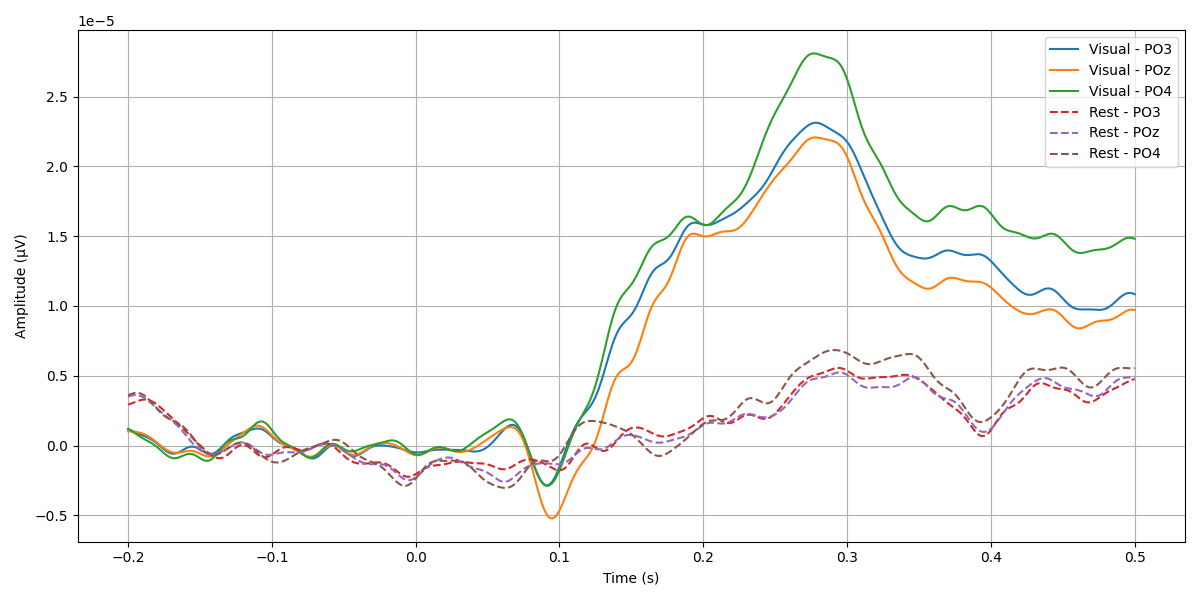 1e−5
Amplitude (µV)
2.5
2.0
1.5
1.0
0.5
0.0
−0.5
−0.2
−0.1
0.0
0.1
0.2
0.3
0.4
0.5
Time (s)
Visual - PO3
Visual - POz
Visual - PO4
Rest - PO3
Rest - POz
Rest - PO4